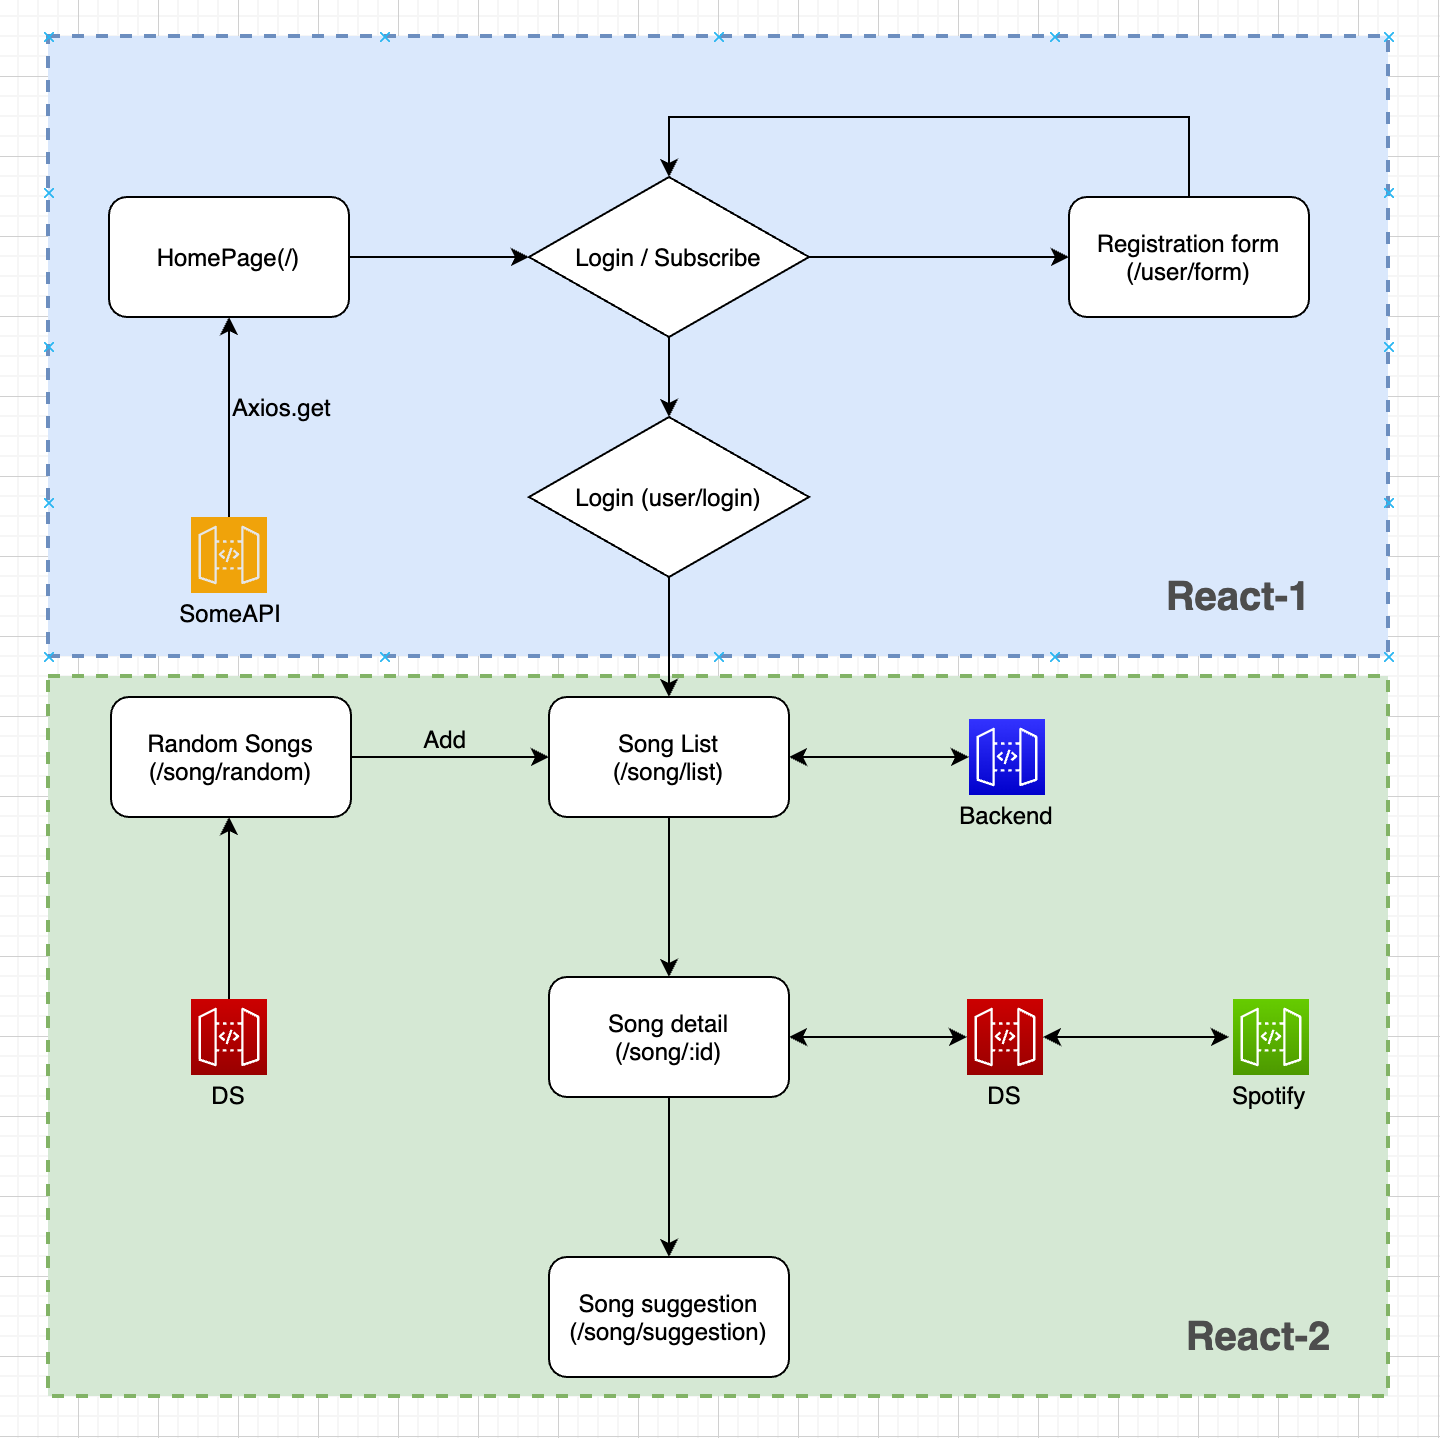 HomePage(/)
Login / Subscribe
Registration form
(/user/form)
Axios.get
Login (user/login)
SomeAPI
React-1
Random Songs
(/song/random)
Add
Song List
(/song/list)
Backend
Song detail
(/song/:id)
DS
DS
Spotify
Song suggestion
(/song/suggestion)
React-2